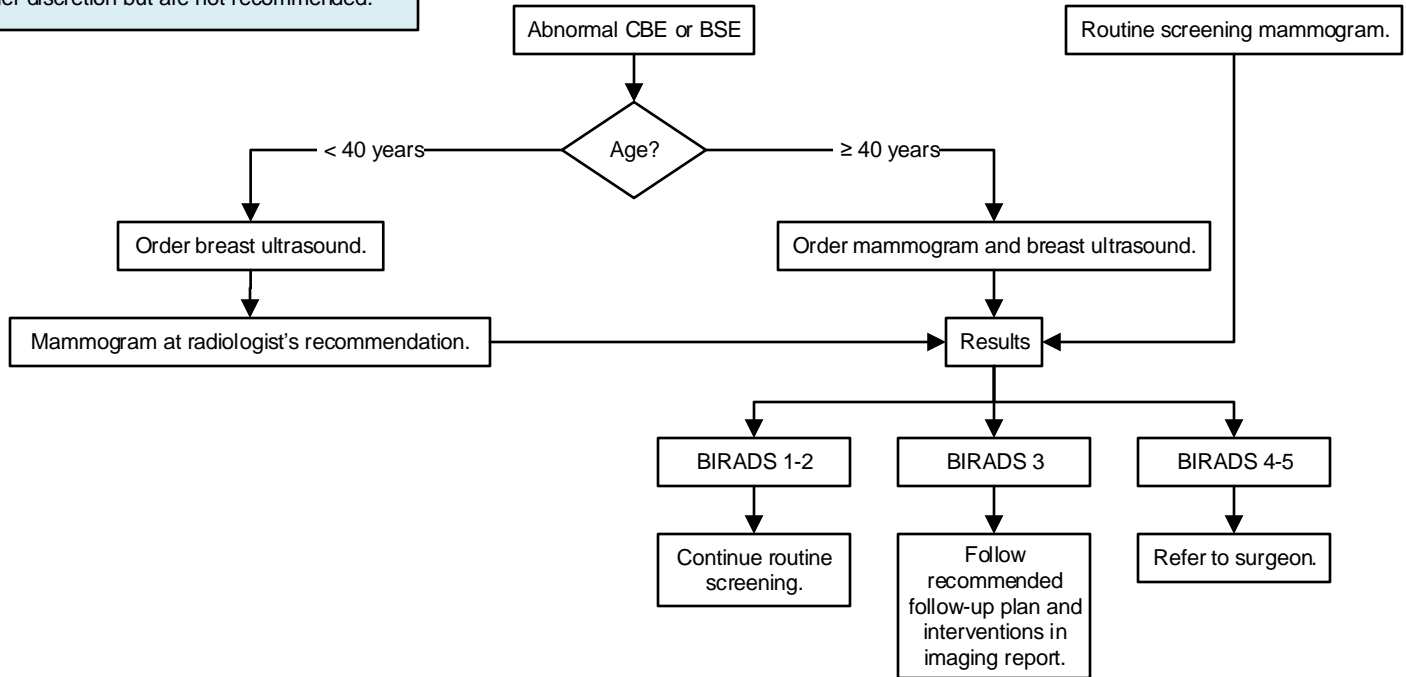 discretion but are not recommended.
Abnormal CBE or BSE
Routine screening mammogram.
Age?
< 40 years
≥ 40 years
Order breast ultrasound.
Order mammogram and breast ultrasound.
Mammogram at radiologist’s recommendation.
Results
BIRADS 1-2
BIRADS 3
BIRADS 4-5
Continue routine
screening.
Follow
recommended
follow-up plan and
interventions in
imaging report.
Refer to surgeon.